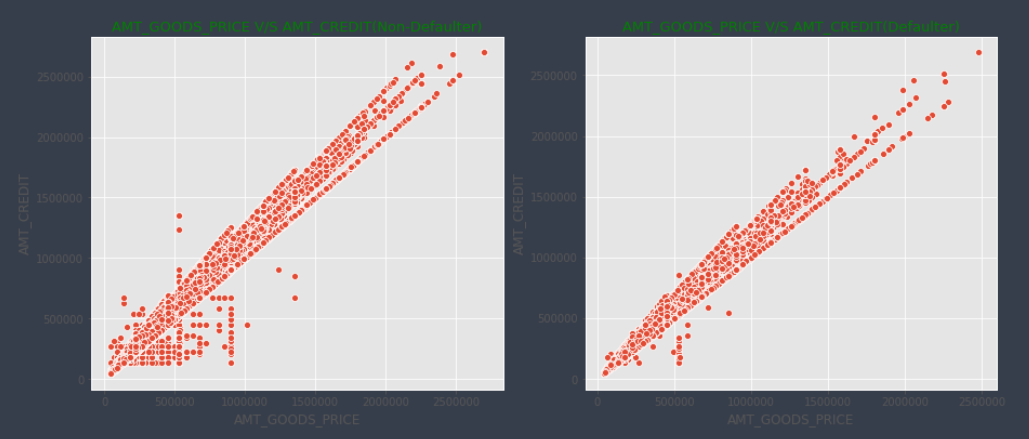 AMT_GOODS_PRICE V/S AMT_CREDIT(Non-Defaulter)
2500000
2000000
1500000
1000000
500000
0
AMT_CREDIT
0 500000 1000000 1500000 2000000 2500000
AMT_GOODS_PRICE
AMT_GOODS_PRICE V/S AMT_CREDIT(Defaulter)
2500000
2000000
1500000
1000000
500000
0
AMT_CREDIT
0 500000 1000000 1500000 2000000 2500000
AMT_GOODS_PRICE